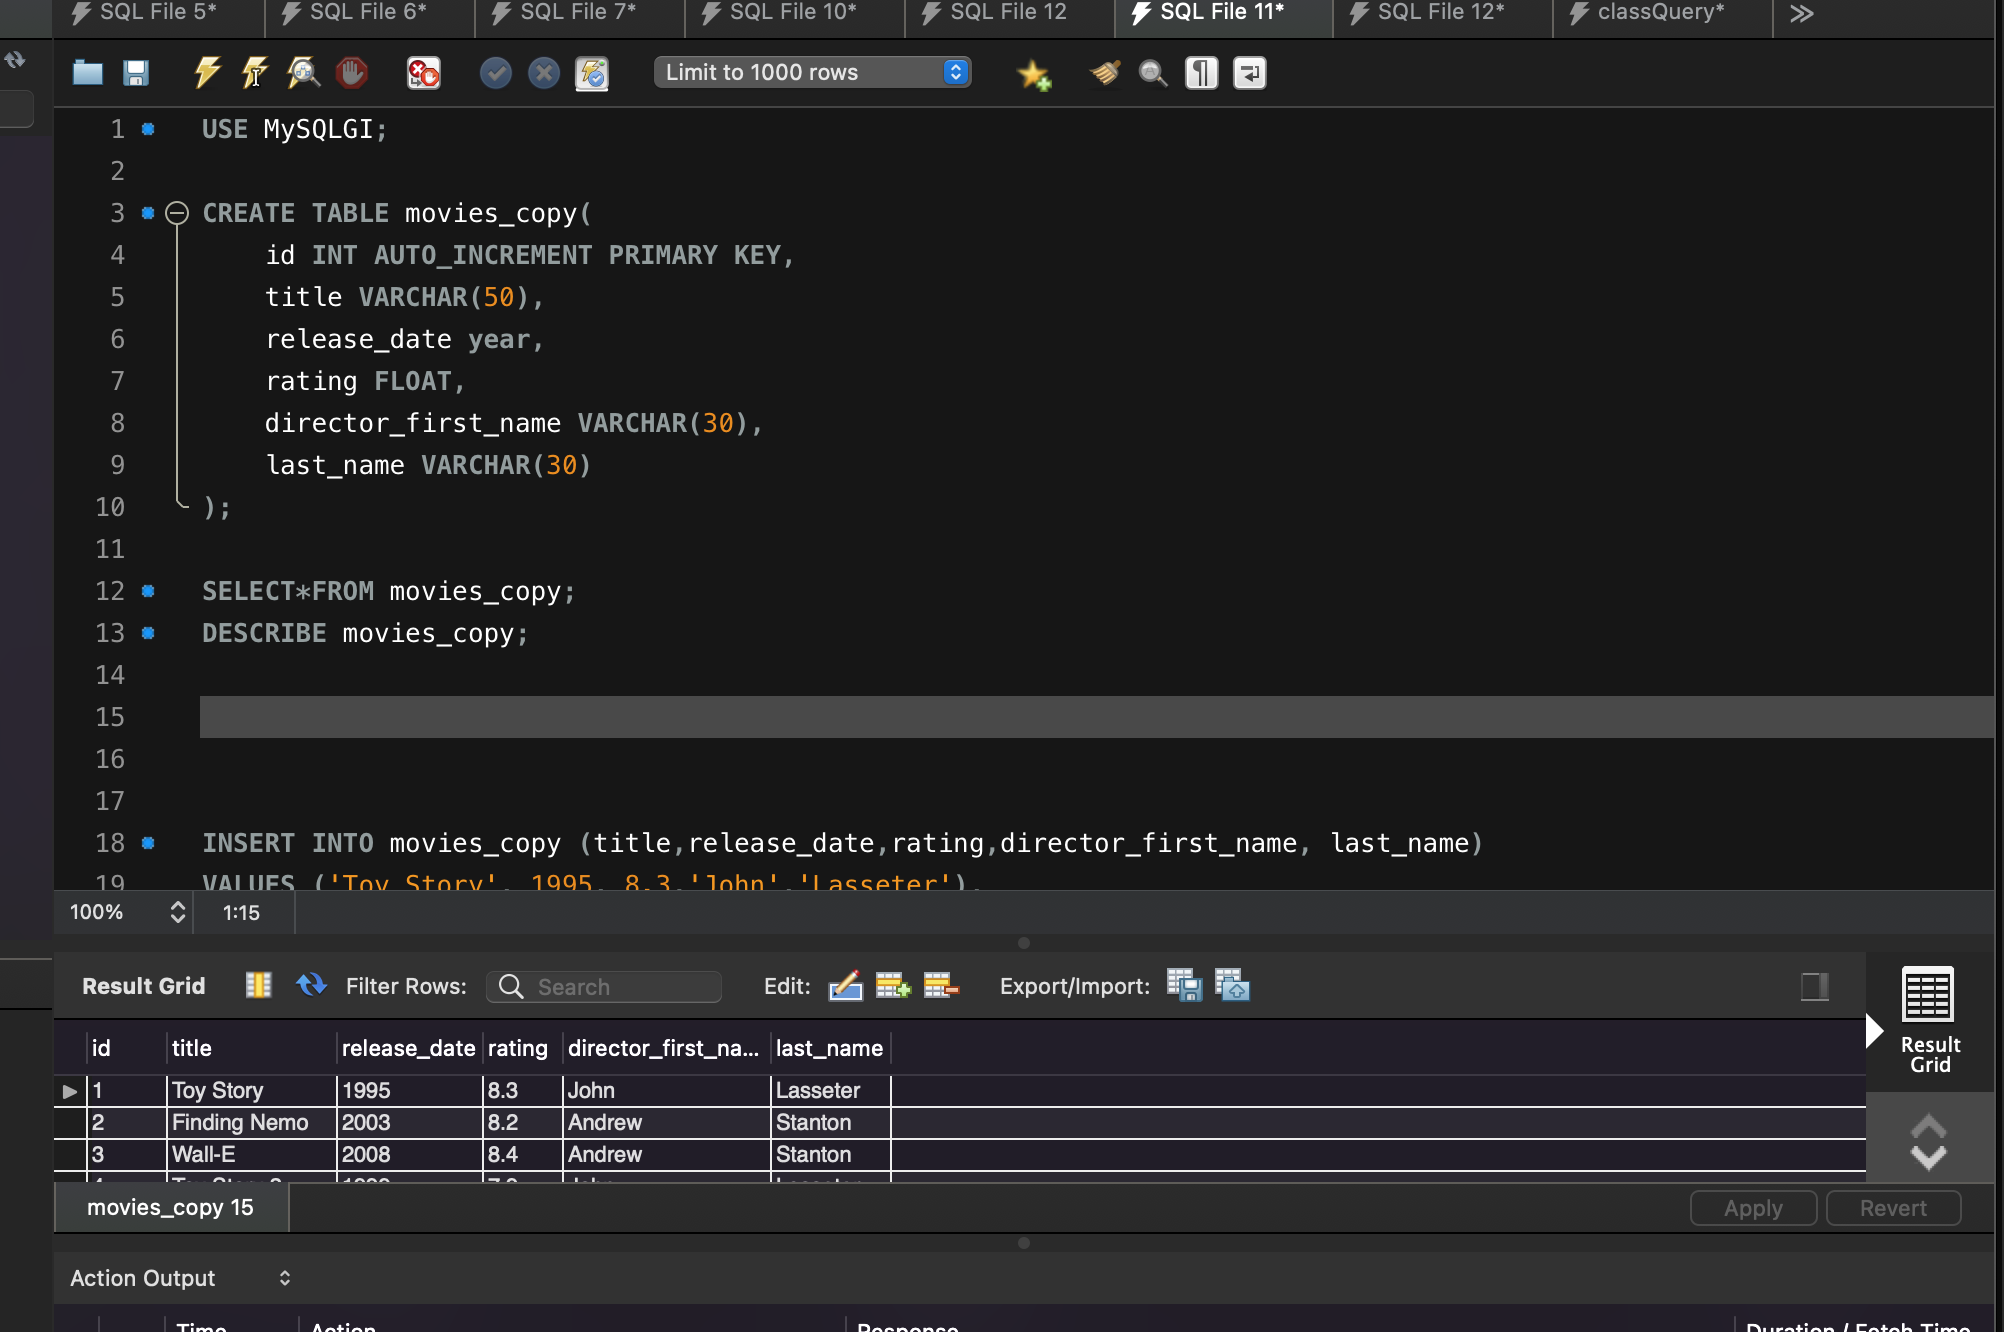 SQL File 5* SQL File 6* SQL File 7* SQL File 10* SQL File 12 SQL File 11* SQL File 12* classQuery*
Limit to 1000 rows
1 USE MySQLGI;
2
3 CREATE TABLE movies_copy(
4 id INT AUTO_INCREMENT PRIMARY KEY,
5 title VARCHAR(50),
6 release_date year,
7 rating FLOAT,
8 director_first_name VARCHAR(30),
9 last_name VARCHAR(30)
10 );
11
12 SELECT*FROM movies_copy;
13 DESCRIBE movies_copy;
14
15
16
17
18 INSERT INTO movies_copy (title,release_date,rating,director_first_name, last_name)
19 VALUES ('Toy Story', 1995, 8.3,'John','Lasseter'),
100% 1:15
Result Grid Filter Rows: Search Edit: Export/Import:
id title release_date rating director_first_na... last_name
1 Toy Story 1995 8.3 John Lasseter
2 Finding Nemo 2003 8.2 Andrew Stanton
3 Wall-E 2008 8.4 Andrew Stanton
Result
Grid
movies_copy 15 Apply Revert
Action Output
Time Action Response Duration / Fetch Time